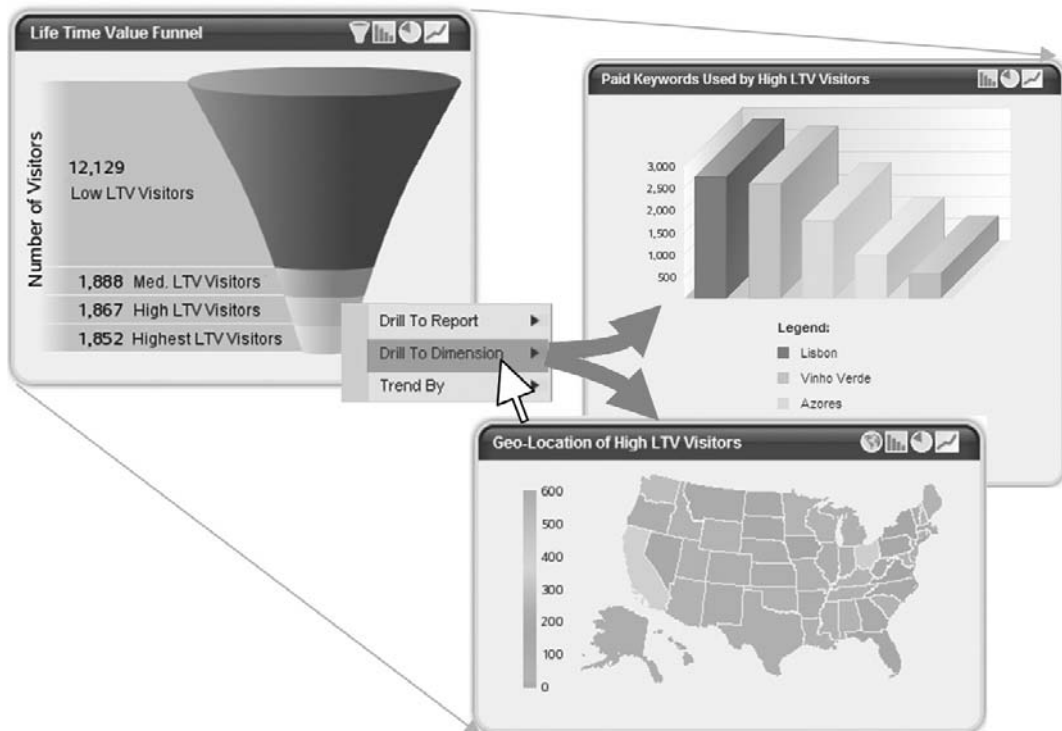 Life Time Value Funnel
Number of Visitors
12,129
Low LTV Visitors
1,888 Med. LTV Visitors
1,867 High LTV Visitors
1,852 Highest LTV Visitors
Drill To Report
Drill To Dimension
Trend By
Paid Keywords Used by High LTV Visitors
3,000
2,500
2,000
1,500
1,000
500
Legend:
Lisbon
Vinho Verde
Azores
Geo-Location of High LTV Visitors
600
500
400
300
200
100
0